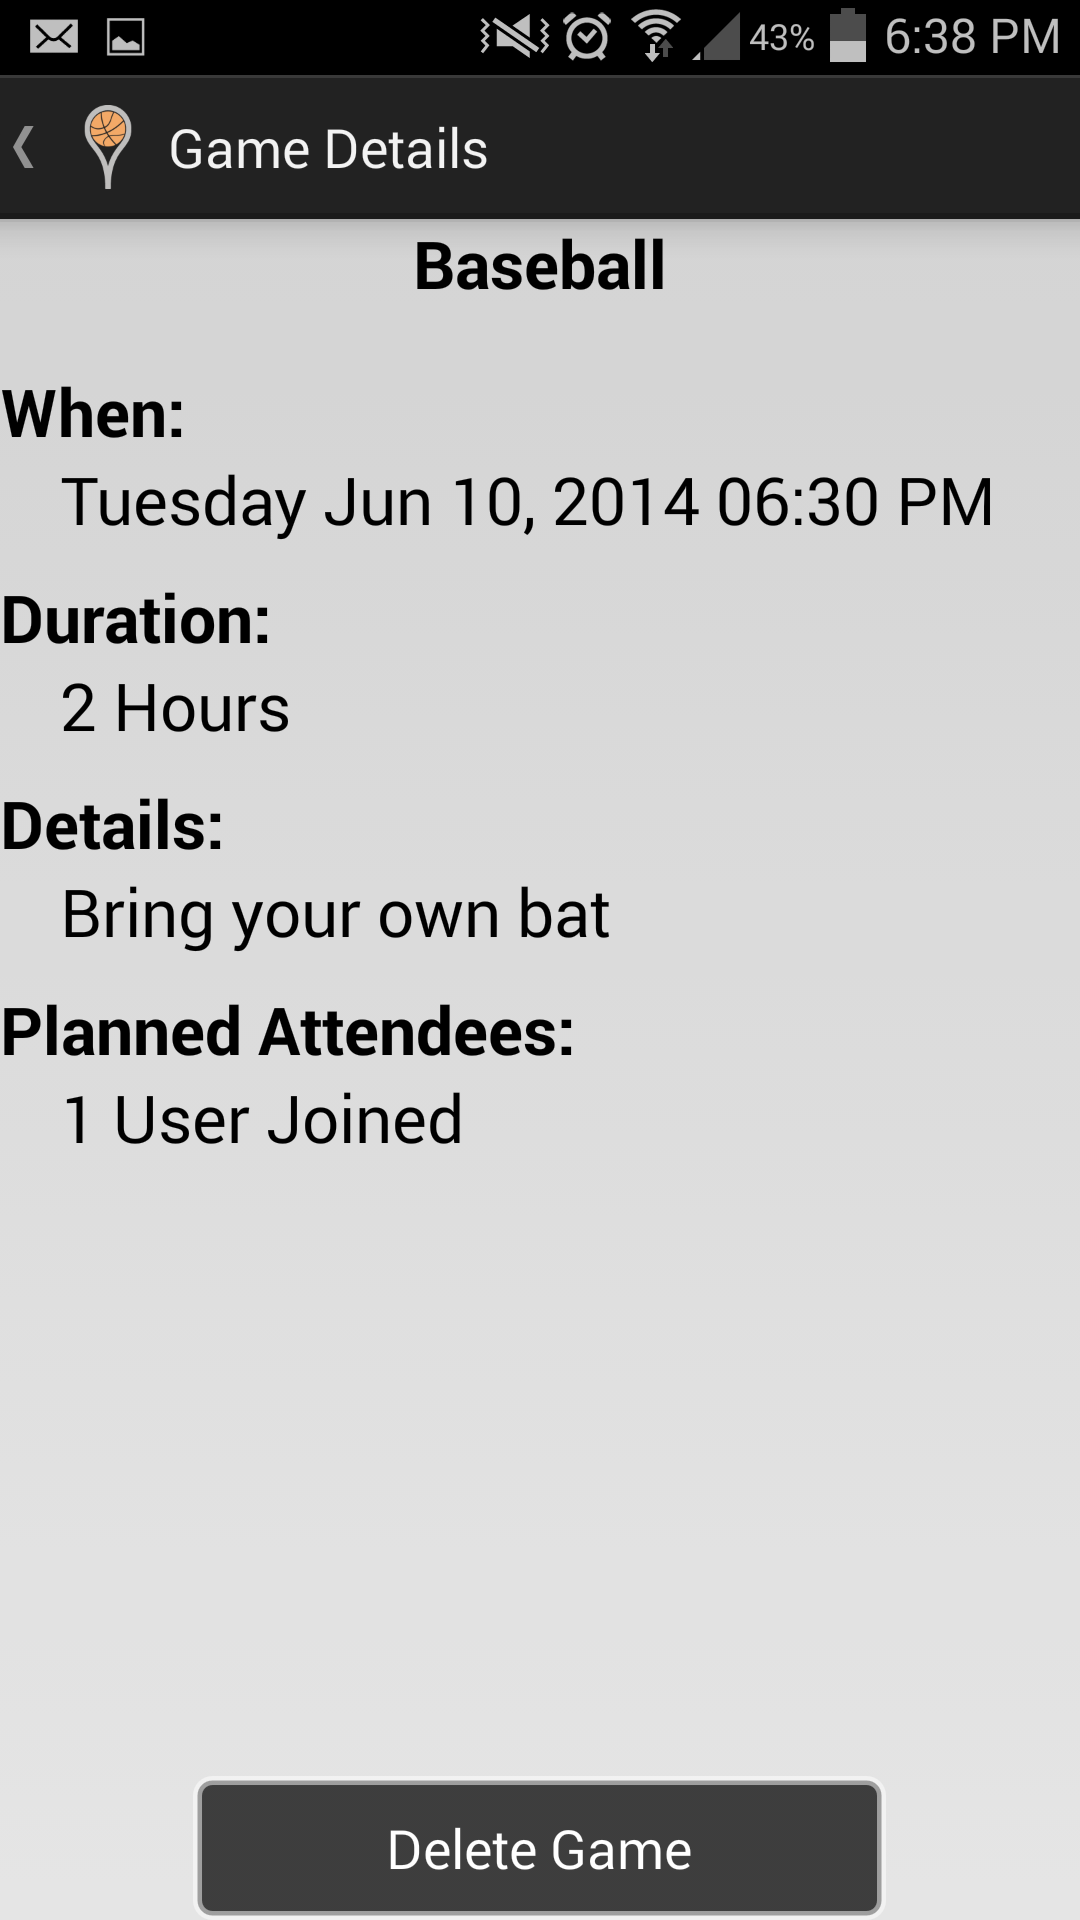 43% 6:38 PM
Game Details
Baseball
When:
Tuesday Jun 10, 2014 06:30 PM
Duration:
2 Hours
Details:
Bring your own bat
Planned Attendees:
1 User Joined
Delete Game